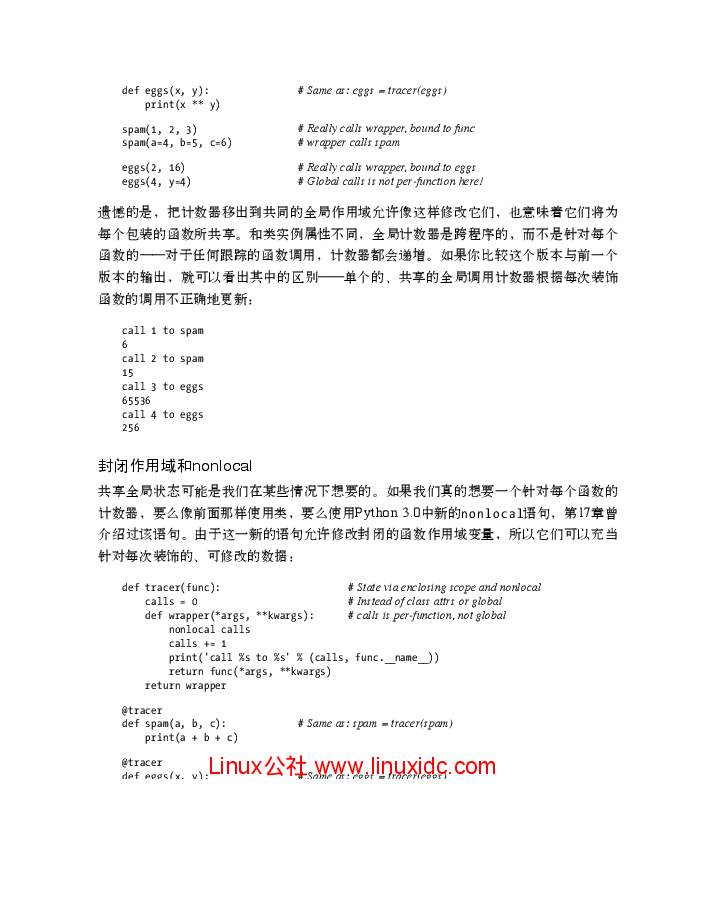 def eggs(x, y): # Same as: eggs = tracer(eggs)
print(x ** y)
spam(1, 2, 3) # Really calls wrapper, bound to func
spam(a=4, b=5, c=6) # wrapper calls spam
eggs(2, 16) # Really calls wrapper, bound to eggs
eggs(4, y=4) # Global calls is not per-function here!
遗憾的是，把计数器移出到共同的全局作用域允许像这样修改它们，也意味着它们将为
每个包装的函数所共享。和类实例属性不同，全局计数器是跨程序的，而不是针对每个
函数的——对于任何跟踪的函数调用，计数器都会递增。如果你比较这个版本与前一个
版本的输出，就可以看出其中的区别——单个的、共享的全局调用计数器根据每次装饰
函数的调用不正确地更新：
call 1 to spam
6
call 2 to spam
15
call 3 to eggs
65536
call 4 to eggs
256
封闭作用域和nonlocal
共享全局状态可能是我们在某些情况下想要的。如果我们真的想要一个针对每个函数的
计数器，要么像前面那样使用类，要么使用Python 3.0中新的nonlocal语句，第17章曾
介绍过该语句。由于这一新的语句允许修改封闭的函数作用域变量，所以它们可以充当
针对每次装饰的、可修改的数据：
def tracer(func): # State via enclosing scope and nonlocal
calls = 0 # Instead of class attrs or global
def wrapper(*args, **kwargs): # calls is per-function, not global
nonlocal calls
calls += 1
print('call %s to %s' % (calls, func.__name__))
return func(*args, **kwargs)
return wrapper
@tracer
def spam(a, b, c): # Same as: spam = tracer(spam)
print(a + b + c)
@tracer
Linux公社 www.linuxidc.com
def eggs(x, y): # Same as: eggs = tracer(eggs)